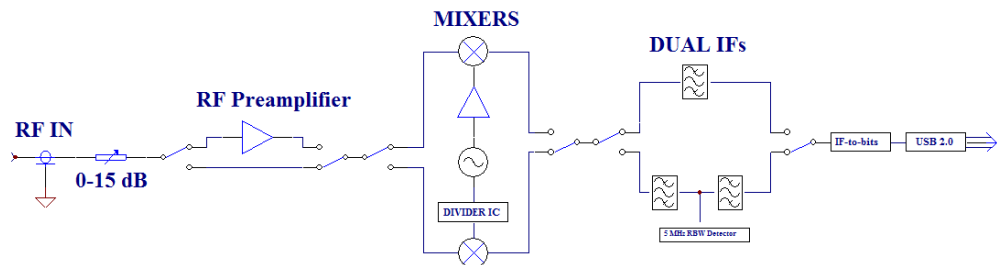 MIXERS
DUAL IFs
RF Preamplifier
RF IN
0-15 dB
DIVIDER IC
IF-to-bits
USB 2.0
5 MHz RBW Detector